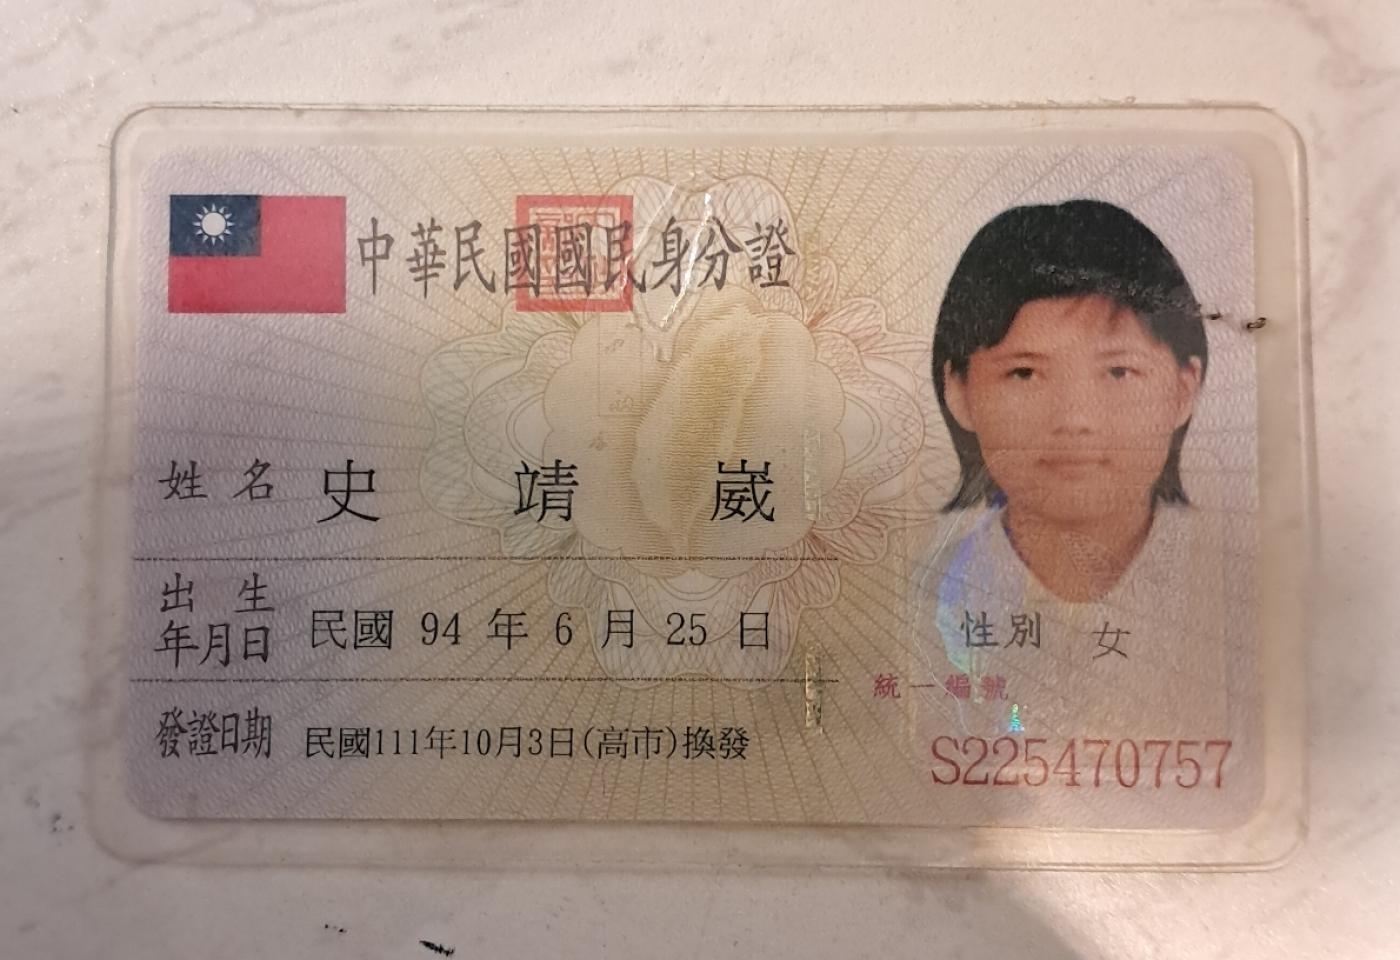 中華民國國民身分證
姓名 史靖崴
出生年月日 民國 94 年 6 月 25 日
性別 女
統一編號
發證日期 民國111年10月3日(高市)換發
S225470757